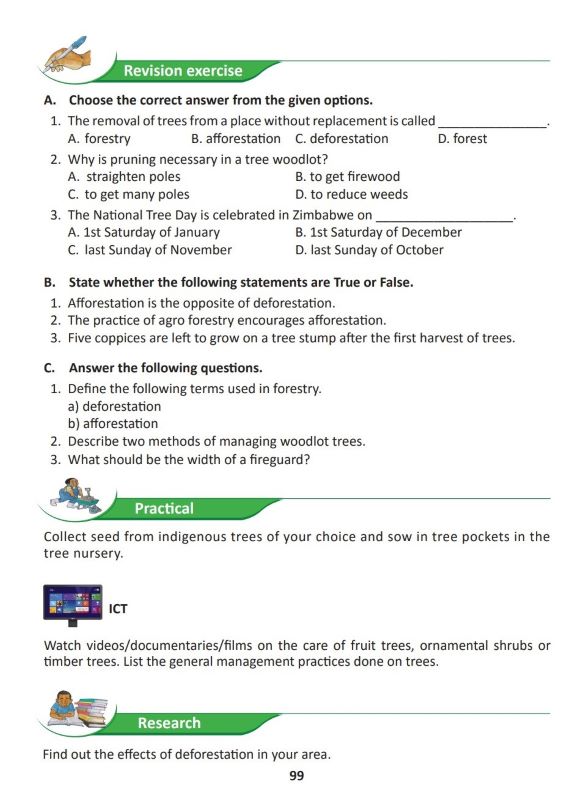 Revision exercise
A. Choose the correct answer from the given options.
1. The removal of trees from a place without replacement is called _______________.
A. forestry B. afforestation C. deforestation D. forest
2. Why is pruning necessary in a tree woodlot?
A. straighten poles B. to get firewood
C. to get many poles D. to reduce weeds
3. The National Tree Day is celebrated in Zimbabwe on ___________________.
A. 1st Saturday of January B. 1st Saturday of December
C. last Sunday of November D. last Sunday of October
B. State whether the following statements are True or False.
1. Afforestation is the opposite of deforestation.
2. The practice of agro forestry encourages afforestation.
3. Five coppices are left to grow on a tree stump after the first harvest of trees.
C. Answer the following questions.
1. Define the following terms used in forestry.
a) deforestation
b) afforestation
2. Describe two methods of managing woodlot trees.
3. What should be the width of a fireguard?
Practical
Collect seed from indigenous trees of your choice and sow in tree pockets in the
tree nursery.
ICT
Watch videos/documentaries/films on the care of fruit trees, ornamental shrubs or
timber trees. List the general management practices done on trees.
Research
Find out the effects of deforestation in your area.
99